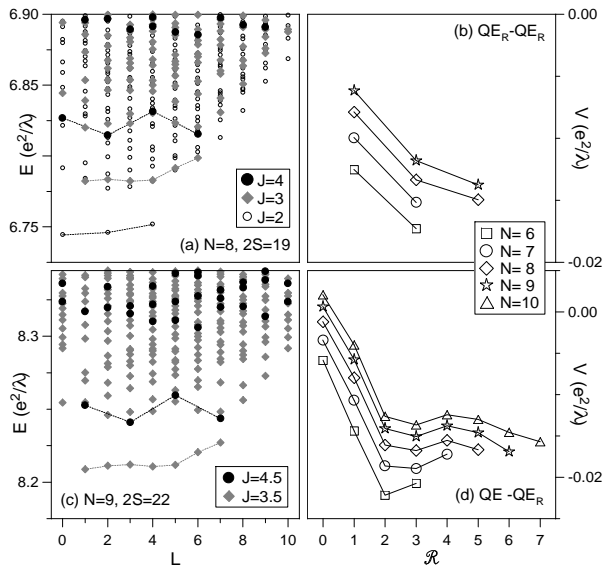 6.90
6.85
6.75
E (e²/λ)
J=4
J=3
J=2
(a) N=8, 2S=19
(b) QE_R-QE_R
0.00
-0.02
V (e²/λ)
N= 6
N= 7
N= 8
N= 9
N= 10
8.3
8.2
E (e²/λ)
J=4.5
J=3.5
(c) N=9, 2S=22
0 1 2 3 4 5 6 7 8 9 10
L
0.00
-0.02
V (e²/λ)
(d) QE -QE_R
0 1 2 3 4 5 6 7
ℛ